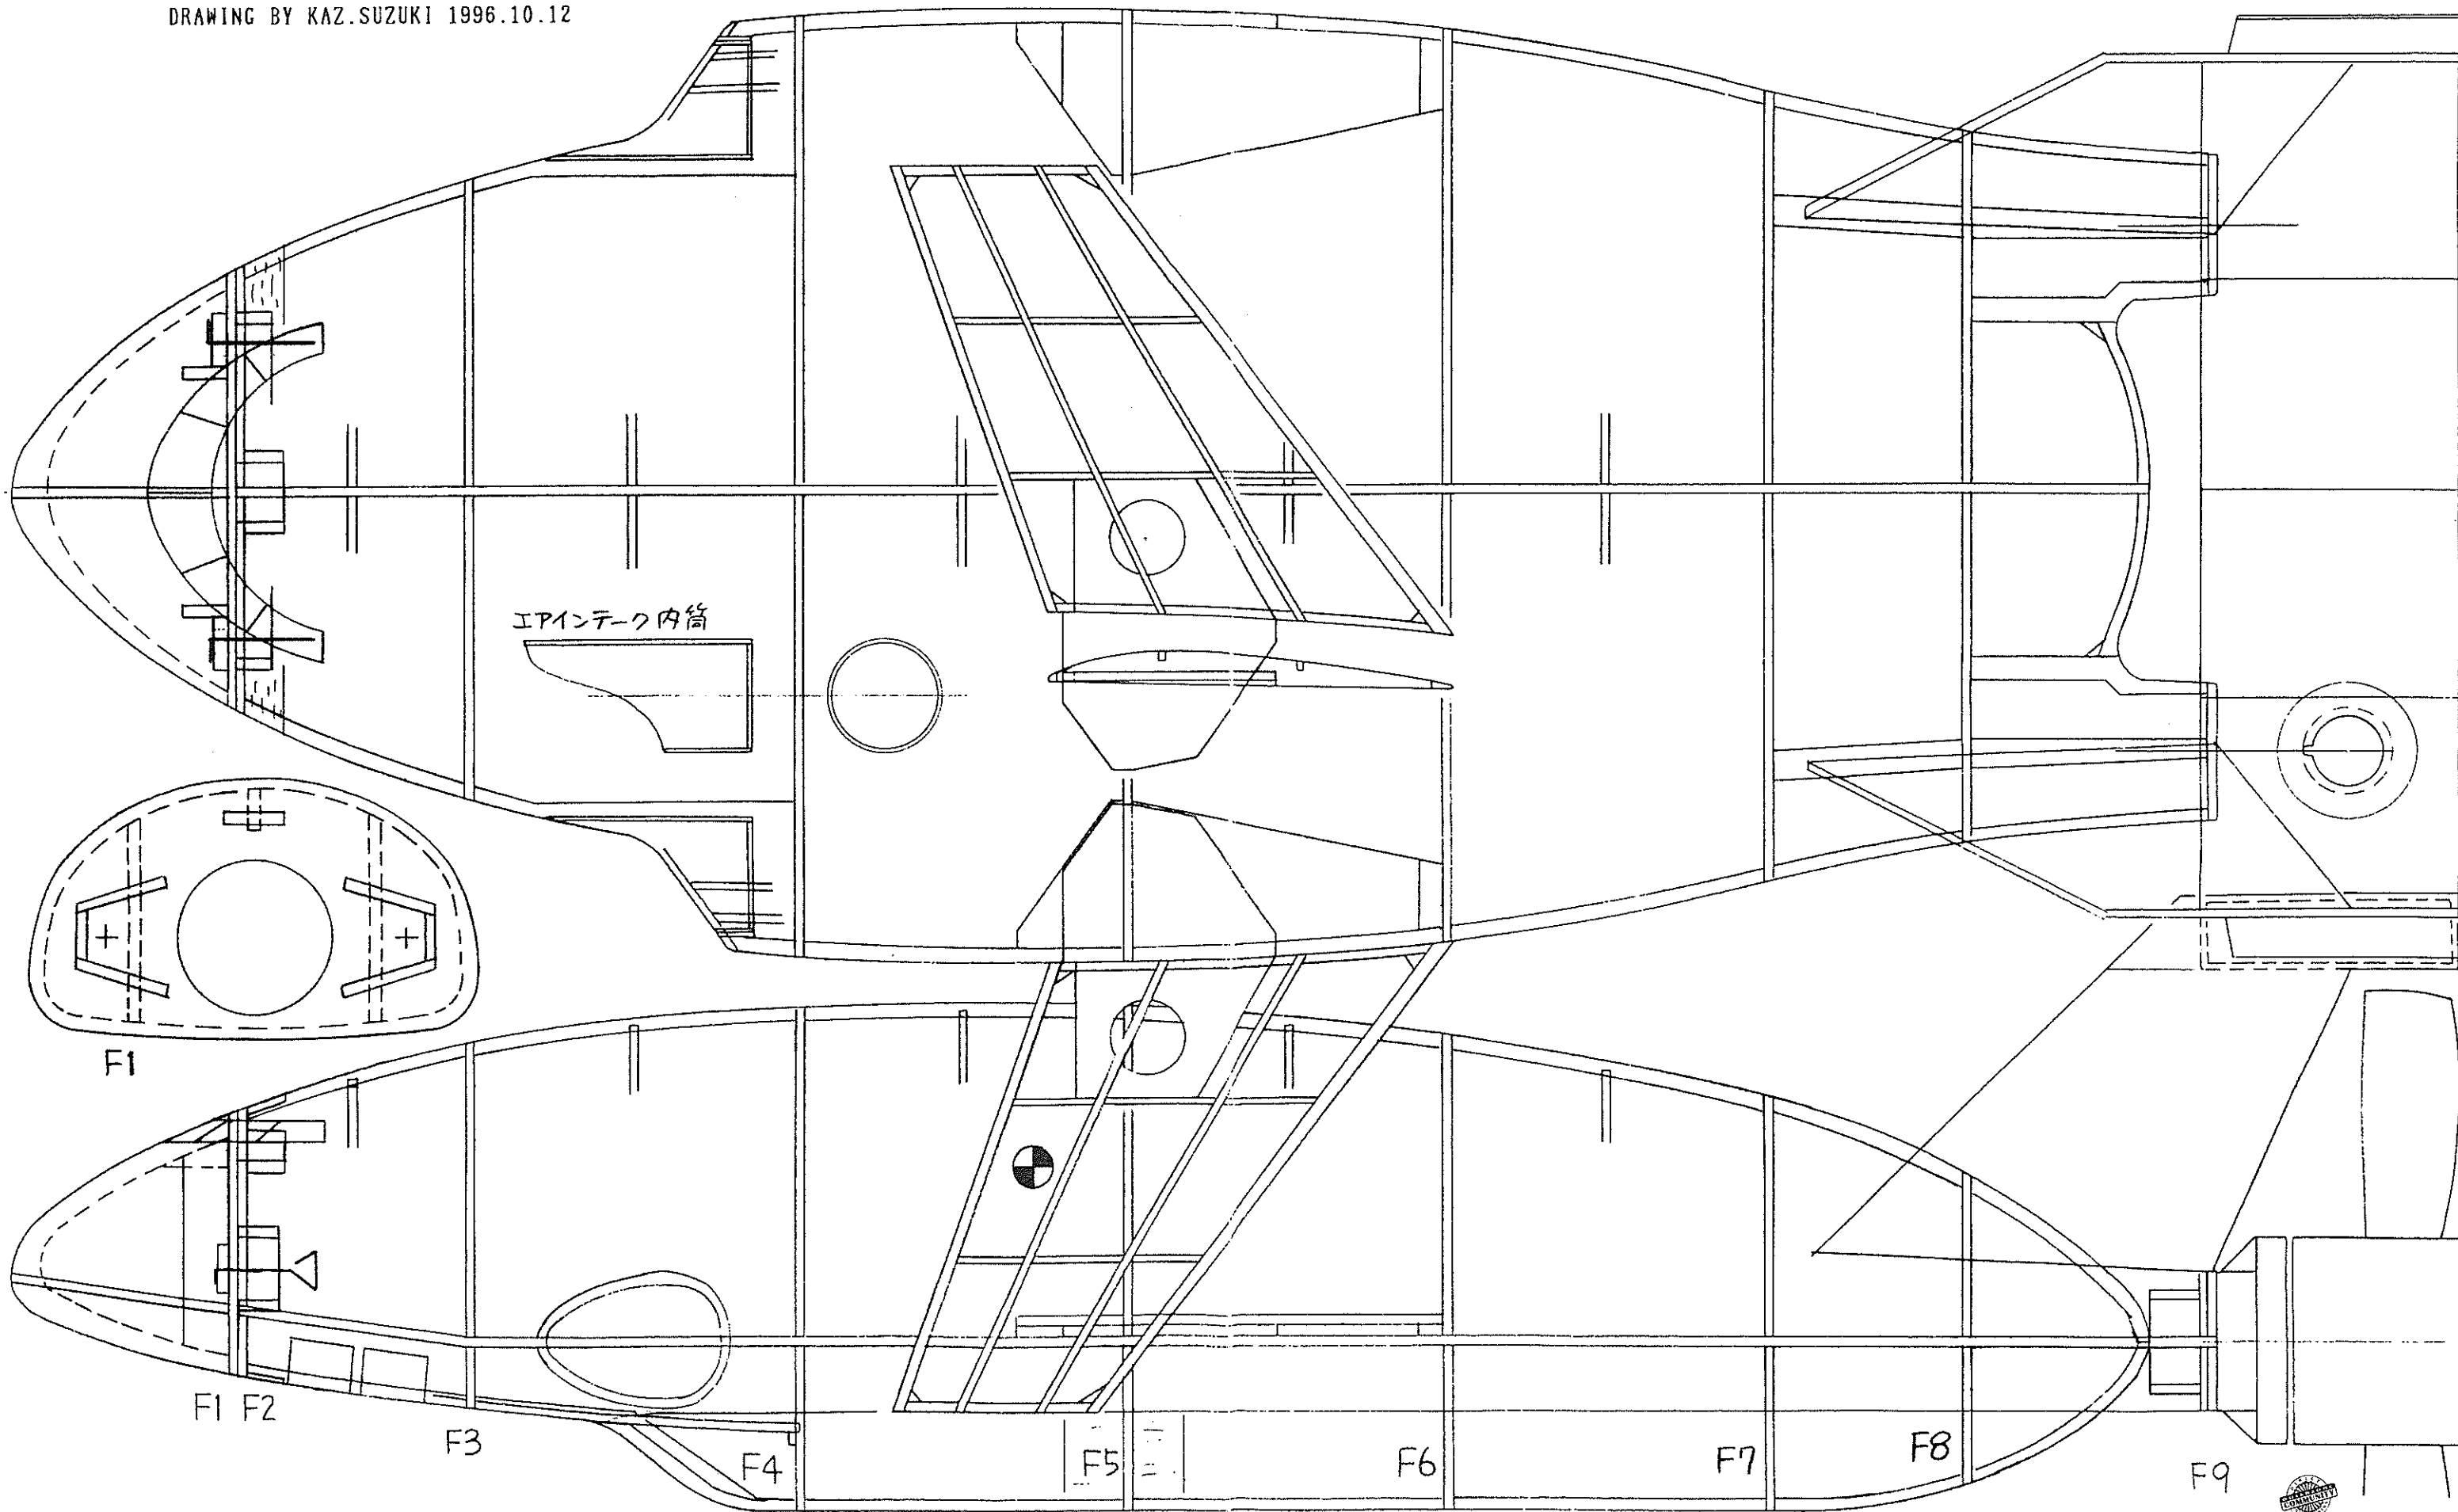 DRAWING BY KAZ.SUZUKI 1996.10.12
エアインテーク内筒
F1
F1 F2
F3
F4
F5
F6
F7
F8
F9
COMMUNITY